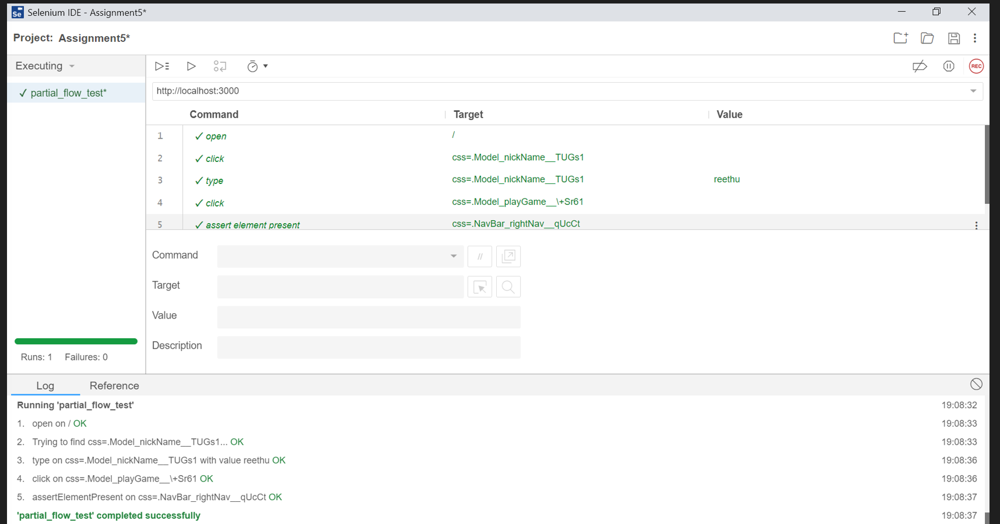 Se Selenium IDE - Assignment5*
Project: Assignment5*
Executing
REC
✓ partial_flow_test*
http://localhost:3000
Command Target Value
1 ✓ open /
2 ✓ click css=.Model_nickName__TUGs1
3 ✓ type css=.Model_nickName__TUGs1 reethu
4 ✓ click css=.Model_playGame__\+Sr61
5 ✓ assert element present css=.NavBar_rightNav__qUcCt
Command //
Target
Value
Description
Runs: 1 Failures: 0
Log Reference
Running 'partial_flow_test' 19:08:32
1. open on / OK 19:08:33
2. Trying to find css=.Model_nickName__TUGs1... OK 19:08:33
3. type on css=.Model_nickName__TUGs1 with value reethu OK 19:08:36
4. click on css=.Model_playGame__\+Sr61 OK 19:08:36
5. assertElementPresent on css=.NavBar_rightNav__qUcCt OK 19:08:37
'partial_flow_test' completed successfully 19:08:37